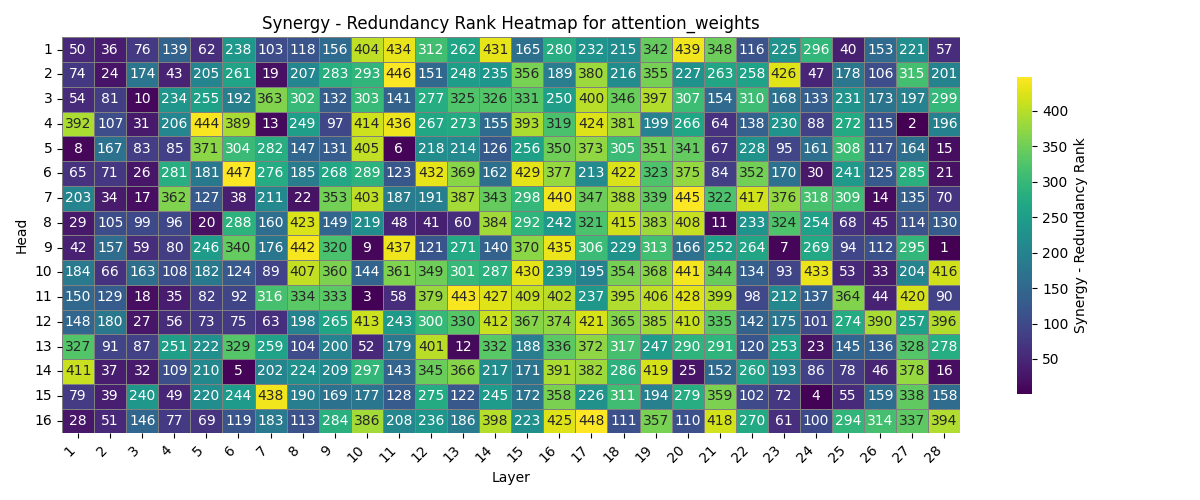 Synergy - Redundancy Rank Heatmap for attention_weights
1 50 36 76 139 62 238 103 118 156 404 434 312 262 431 165 280 232 215 342 439 348 116 225 296 40 153 221 57
2 74 24 174 43 205 261 19 207 283 293 446 151 248 235 356 189 380 216 355 227 263 258 426 47 178 106 315 201
3 54 81 10 234 255 192 363 302 132 303 141 277 325 326 331 250 400 346 397 307 154 310 168 133 231 173 197 299
4 392 107 31 206 444 389 13 249 97 414 436 267 273 155 393 319 424 381 199 266 64 138 230 88 272 115 2 196
5 8 167 83 85 371 304 282 147 131 405 6 218 214 126 256 350 373 305 351 341 67 228 95 161 308 117 164 15
6 65 71 26 281 181 447 276 185 268 289 123 432 369 162 429 377 213 422 323 375 84 352 170 30 241 125 285 21
7 203 34 17 362 127 38 211 22 353 403 187 191 387 343 298 440 347 388 339 445 322 417 376 318 309 14 135 70
8 29 105 99 96 20 288 160 423 149 219 48 41 60 384 292 242 321 415 383 408 11 233 324 254 68 45 114 130
9 42 157 59 80 246 340 176 442 320 9 437 121 271 140 370 435 306 229 313 166 252 264 7 269 94 112 295 1
10 184 66 163 108 182 124 89 407 360 144 361 349 301 287 430 239 195 354 368 441 344 134 93 433 53 33 204 416
11 150 129 18 35 82 92 316 334 333 3 58 379 443 427 409 402 237 395 406 428 399 98 212 137 364 44 420 90
12 148 180 27 56 73 75 63 198 265 413 243 300 330 412 367 374 421 365 385 410 335 142 175 101 274 390 257 396
13 327 91 87 251 222 329 259 104 200 52 179 401 12 332 188 336 372 317 247 290 291 120 253 23 145 136 328 278
14 411 37 32 109 210 5 202 224 209 297 143 345 366 217 171 391 382 286 419 25 152 260 193 86 78 46 378 16
15 79 39 240 49 220 244 438 190 169 177 128 275 122 245 172 358 226 311 194 279 359 102 72 4 55 159 338 158
16 28 51 146 77 69 119 183 113 284 386 208 236 186 398 223 425 448 111 357 110 418 270 61 100 294 314 337 394
1 2 3 4 5 6 7 8 9 10 11 12 13 14 15 16 17 18 19 20 21 22 23 24 25 26 27 28
Layer
Head
400
350
300
250
200
150
100
50
Synergy - Redundancy Rank